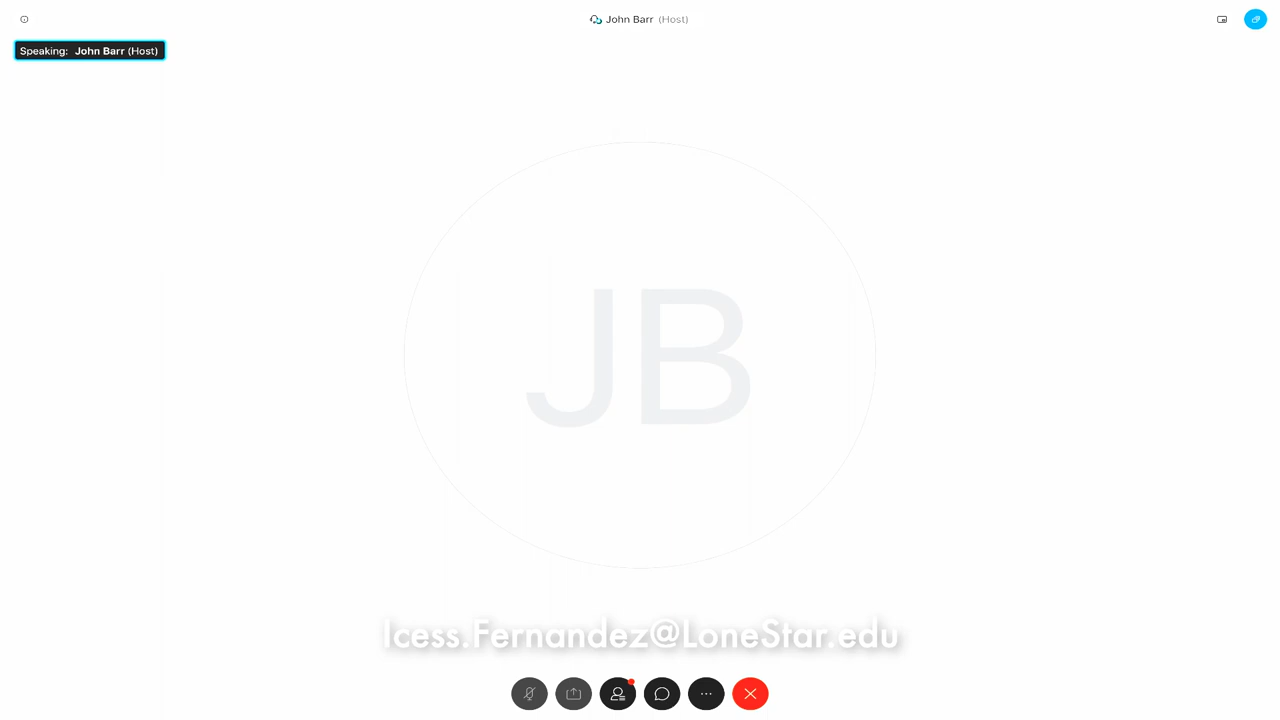 John Barr (Host)
Speaking: John Barr (Host)
JB
Icess.Fernandez@LoneStar.edu